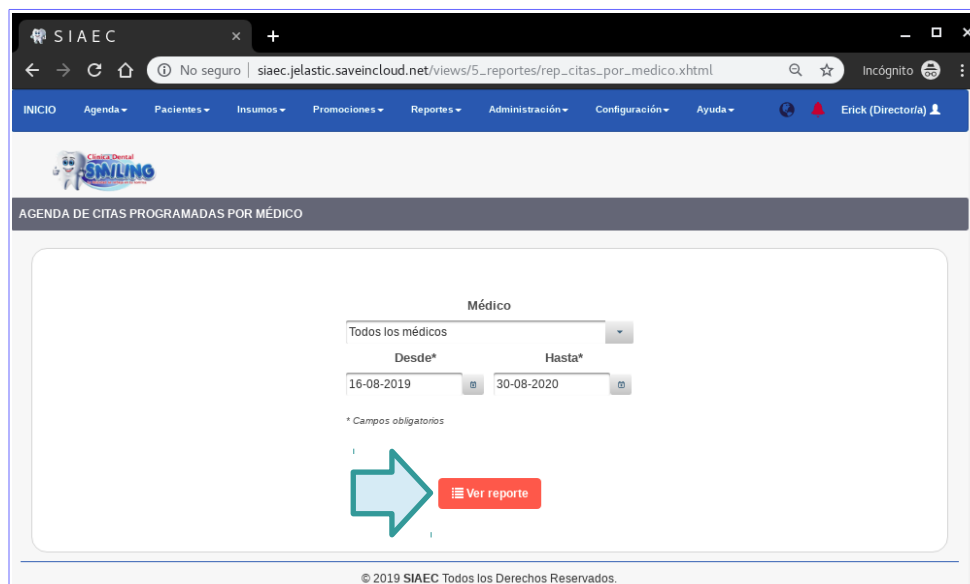 SIAEC
No seguro siaec.jelastic.saveincloud.net/views/5_reportes/rep_citas_por_medico.xhtml Incógnito
INICIO Agenda Pacientes Insumos Promociones Reportes Administración Configuración Ayuda Erick (Director/a)
Clínica Dental
SMILING
AGENDA DE CITAS PROGRAMADAS POR MÉDICO
Médico
Todos los médicos
Desde* Hasta*
16-08-2019 30-08-2020
* Campos obligatorios
Ver reporte
© 2019 SIAEC Todos los Derechos Reservados.